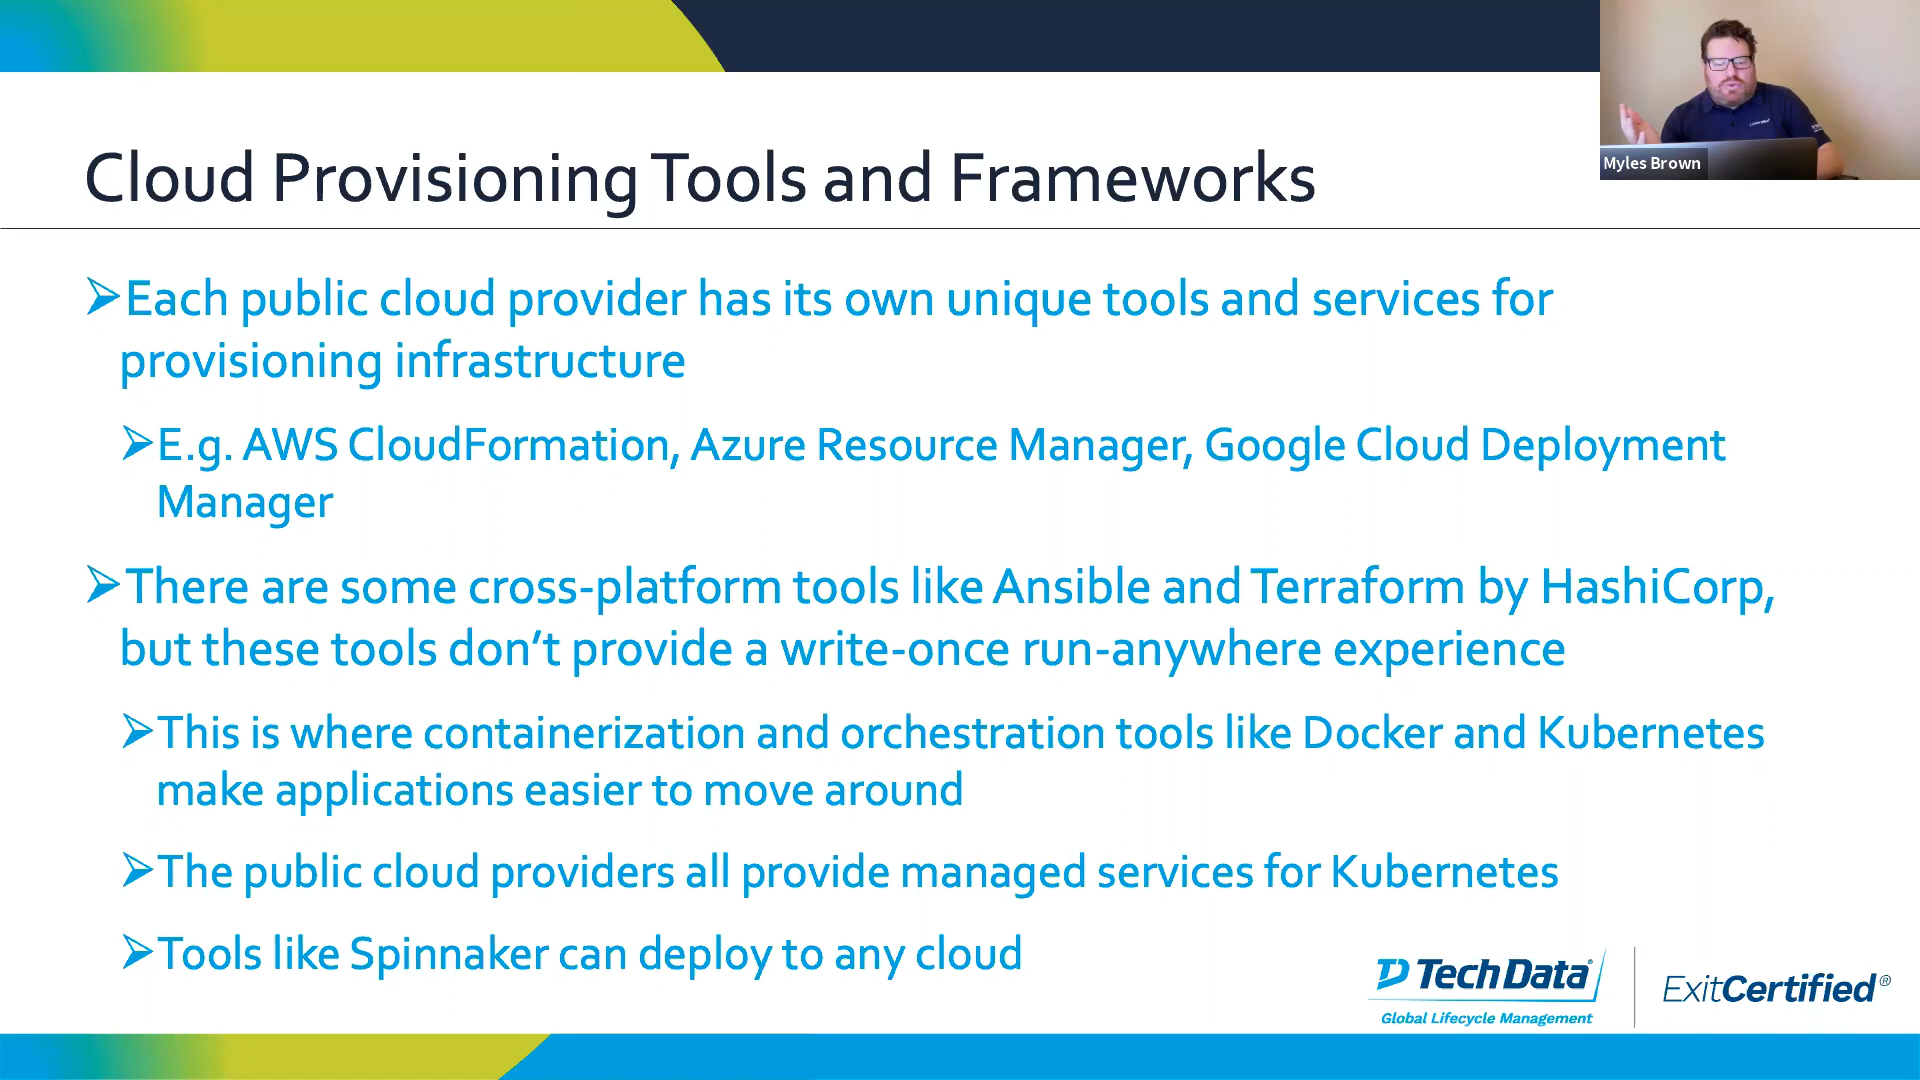 Myles Brown
Cloud Provisioning Tools and Frameworks
➢Each public cloud provider has its own unique tools and services for
provisioning infrastructure
➢E.g. AWS CloudFormation, Azure Resource Manager, Google Cloud Deployment
Manager
➢There are some cross-platform tools like Ansible and Terraform by HashiCorp,
but these tools don’t provide a write-once run-anywhere experience
➢This is where containerization and orchestration tools like Docker and Kubernetes
make applications easier to move around
➢The public cloud providers all provide managed services for Kubernetes
➢Tools like Spinnaker can deploy to any cloud
TD Tech Data®
Global Lifecycle Management
ExitCertified®